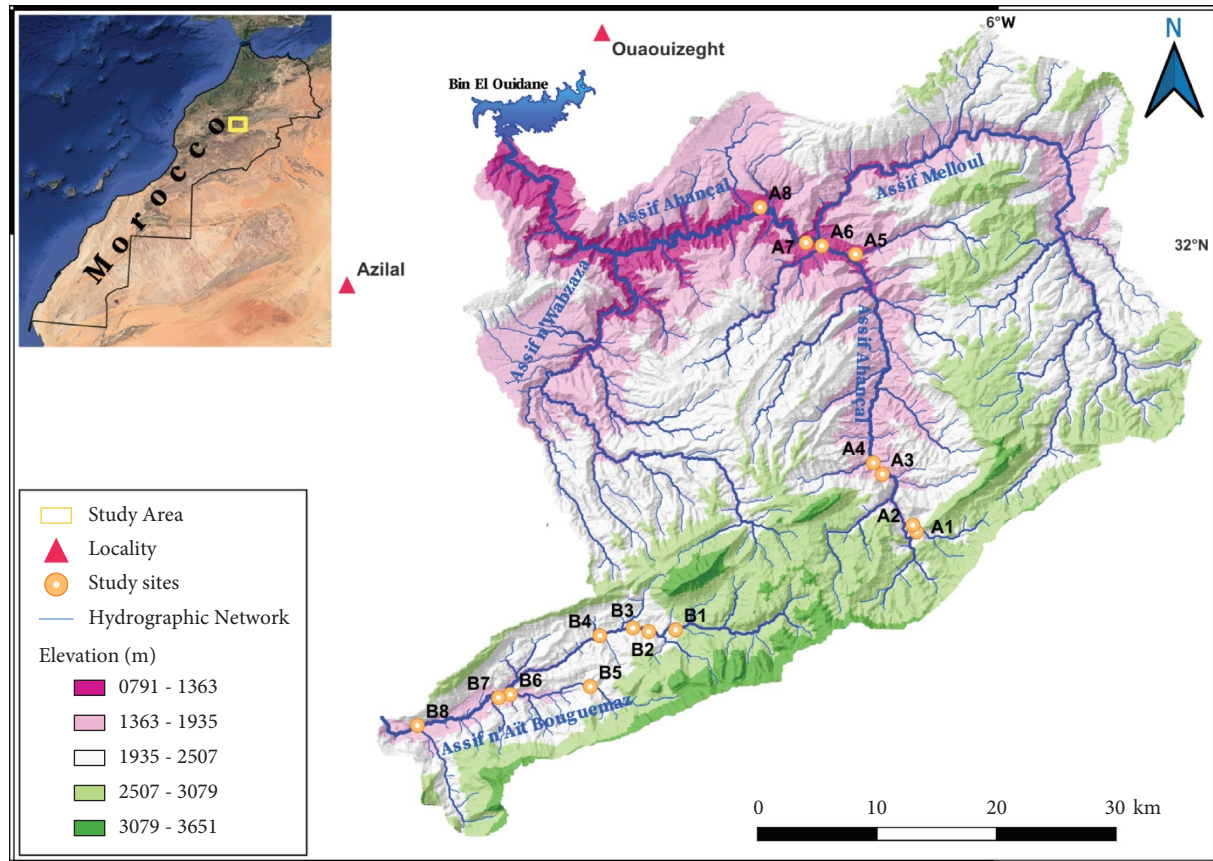 6°W
N
Ouaouizeght
Bin El Ouidane
Morocco
Assif Melloul
Assif Ahançal
A8
A7
A6
A5
32°N
Azilal
Assif n'Wabzaza
Assif Ahançal
A4
A3
A2
A1
B4
B3
B2
B1
B7
B6
B5
B8
Assif n'Aït Bouguemaz
Study Area
Locality
Study sites
Hydrographic Network
Elevation (m)
0791 - 1363
1363 - 1935
1935 - 2507
2507 - 3079
3079 - 3651
0 10 20 30 km